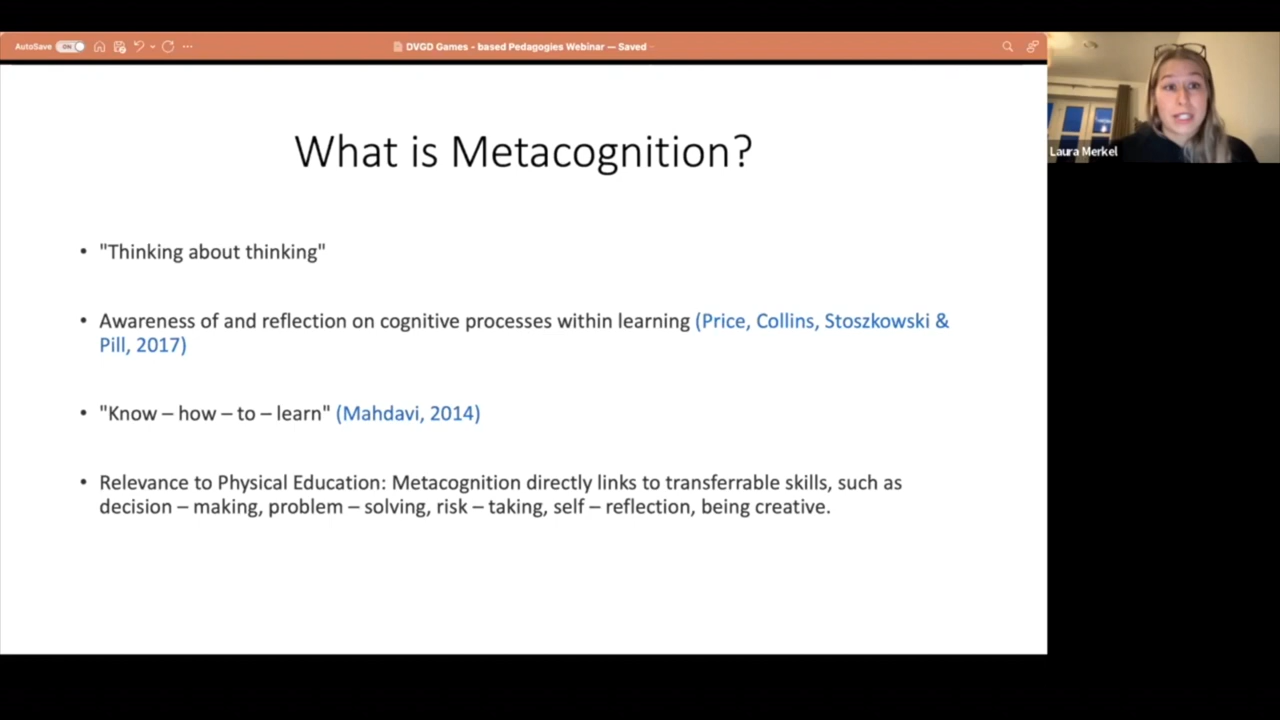 AutoSave ON DVGD Games - based Pedagogies Webinar — Saved
What is Metacognition?
• "Thinking about thinking"
• Awareness of and reflection on cognitive processes within learning (Price, Collins, Stoszkowski &
Pill, 2017)
• "Know – how – to – learn" (Mahdavi, 2014)
• Relevance to Physical Education: Metacognition directly links to transferrable skills, such as
decision – making, problem – solving, risk – taking, self – reflection, being creative.
Laura Merkel